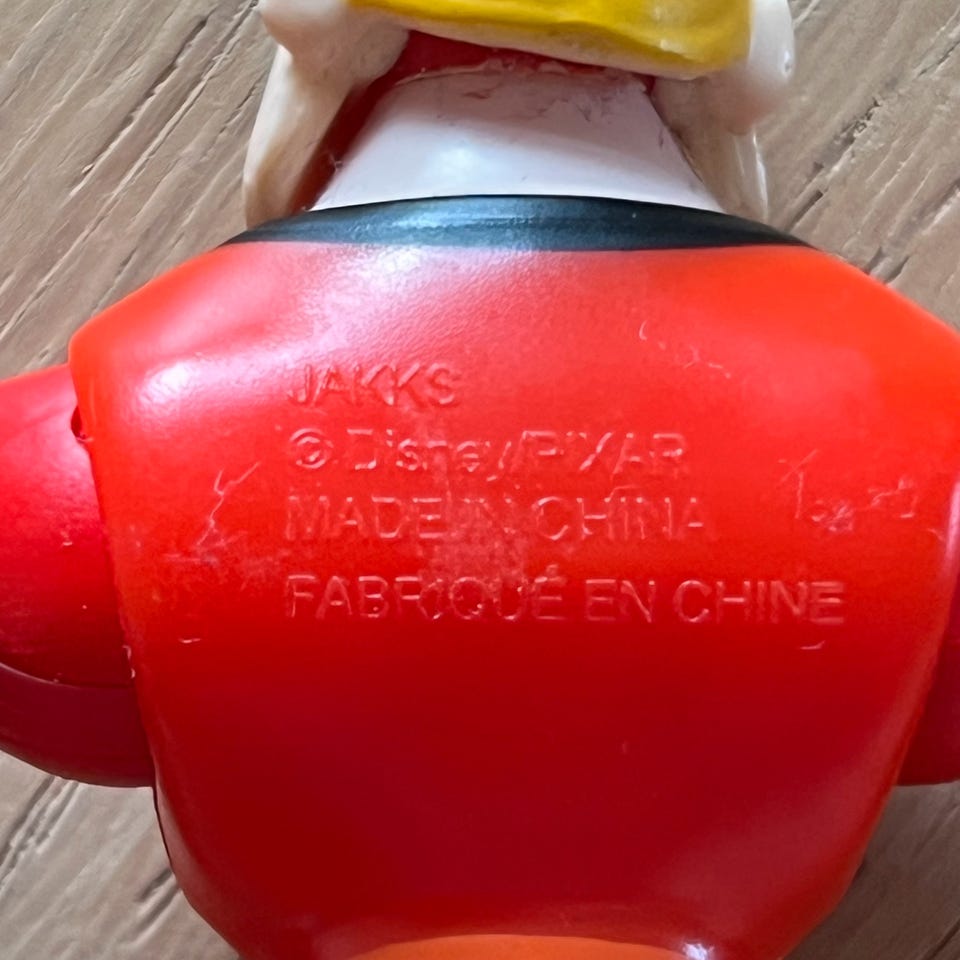 JAKKS
© Disney/PIXAR
MADE IN CHINA
FABRIQUÉ EN CHINE